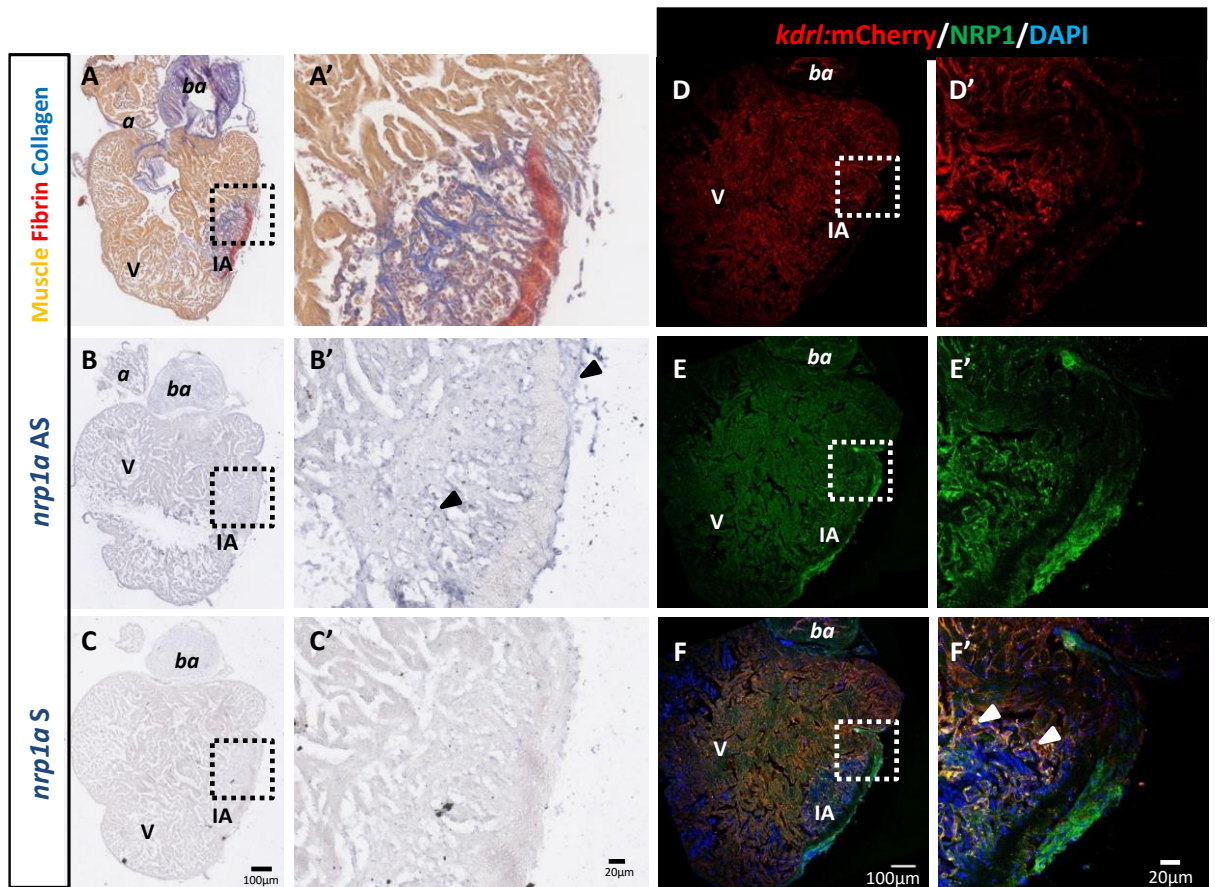 kdrl:mCherry/NRP1/DAPI
Muscle Fibrin Collagen
A
ba
a
V
IA
A’
D
ba
V
IA
D’
nrp1a AS
B
a
ba
V
IA
B’
E
ba
V
IA
E’
nrp1a S
C
ba
V
IA
100µm
C’
20µm
F
ba
V
IA
100µm
F’
20µm